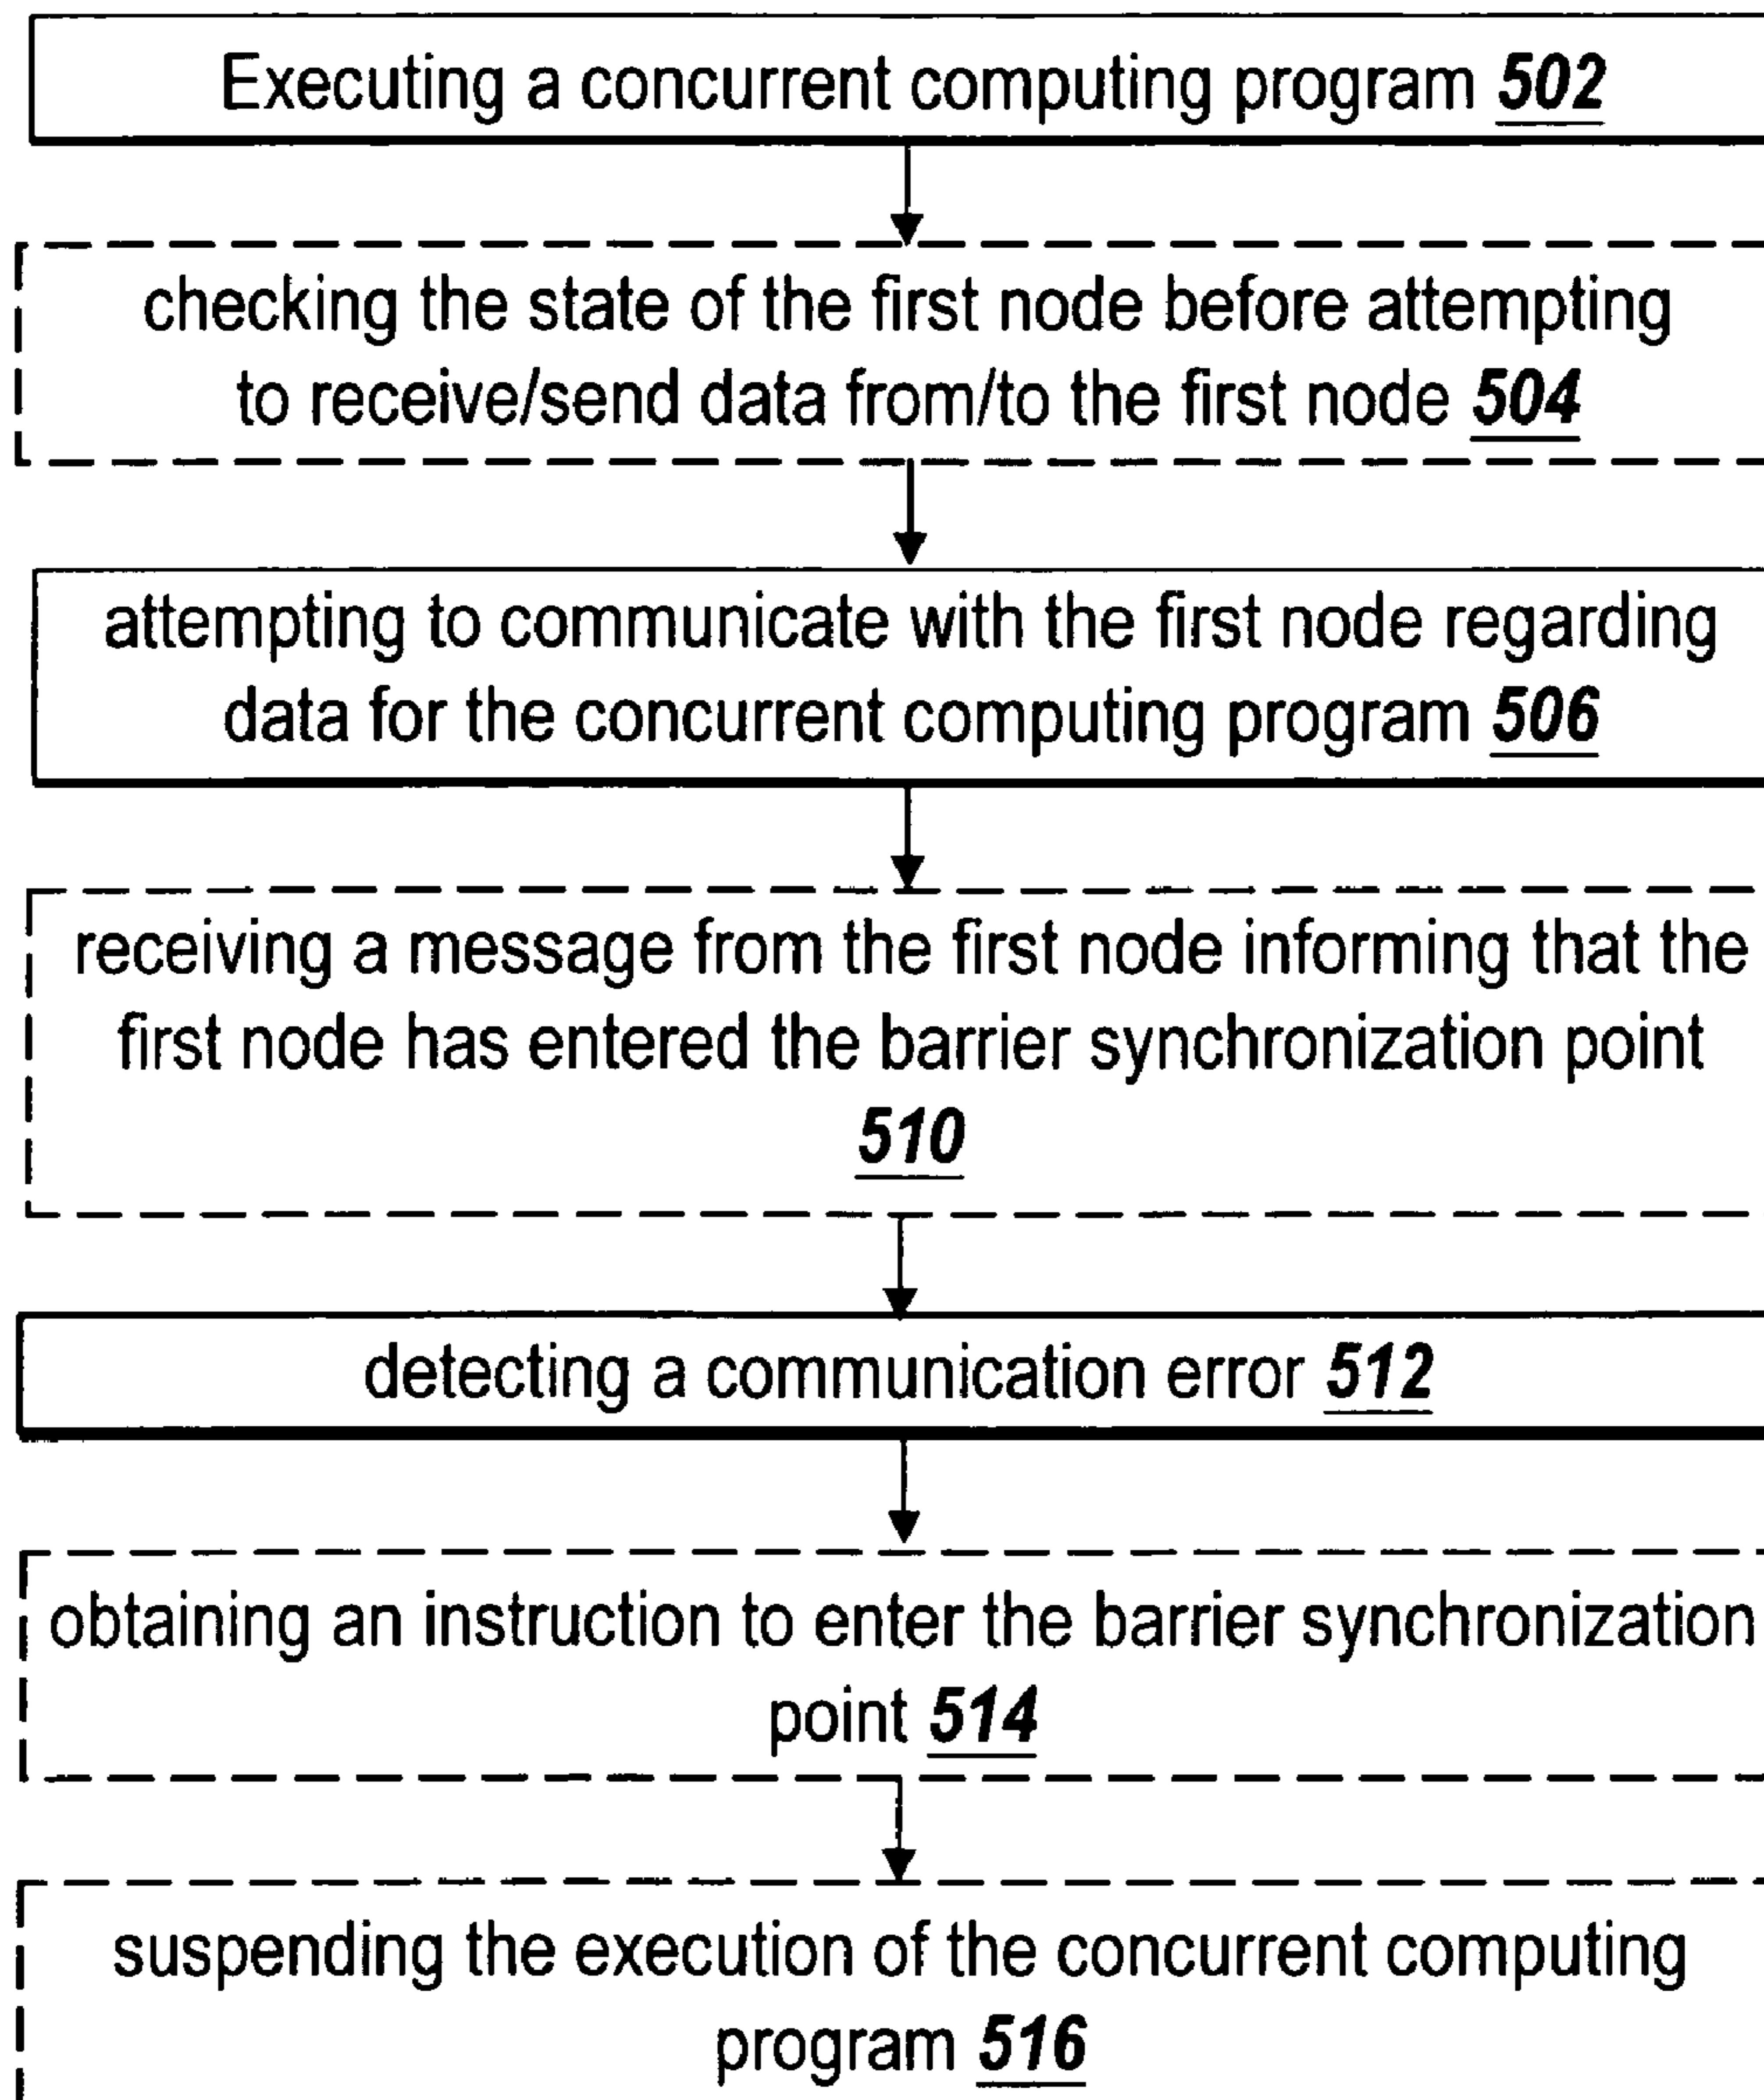 Executing a concurrent computing program 502
checking the state of the first node before attempting
to receive/send data from/to the first node 504
attempting to communicate with the first node regarding
data for the concurrent computing program 506
receiving a message from the first node informing that the
first node has entered the barrier synchronization point
510
detecting a communication error 512
obtaining an instruction to enter the barrier synchronization
point 514
suspending the execution of the concurrent computing
program 516